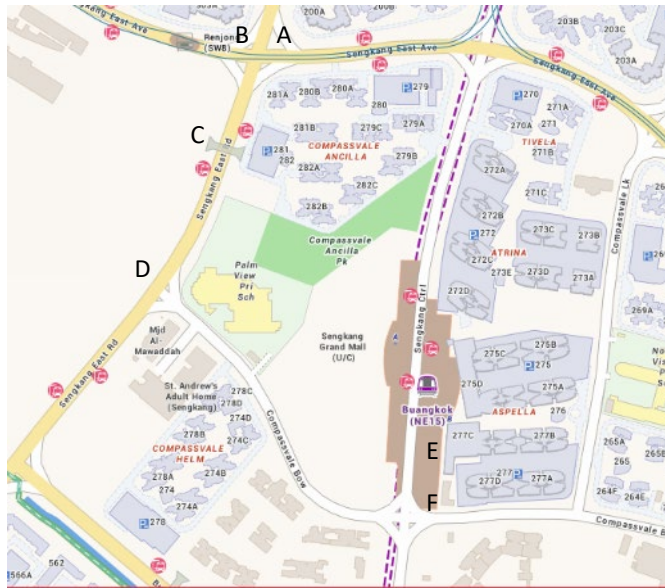 B
A
C
D
E
F
200A
203B
203C
203A
Renjong
(SW8)
Sengkang East Ave
Sengkang East Ave
281A
280B
280A
280
279
281B
279C
279A
COMPASSVALE
ANCILLA
281
282
282A
279B
282C
282B
270
271A
270A
271
TIVELA
271B
272A
271C
272B
272
273C
273B
272C
ATRINA
273E
273D
273A
272D
269A
Compassvale Lk
Sengkang East Rd
Sengkang East Rd
Compassvale
Ancilla
Pk
Palm
View
Pri
Sch
Mjd
Al-
Mawaddah
Sengkang
Grand Mall
(U/C)
Sengkang Ctrl
275C
275B
275
275D
275A
276
ASPELLA
Buangkok
(NE15)
St. Andrew's
Adult Home
(Sengkang)
278C
278D
274D
278B
274C
COMPASSVALE
HELM
278A
274B
274
274A
278
Compassvale Bow
277C
277B
277
277D
277A
265A
265
264F
264E
562
566A